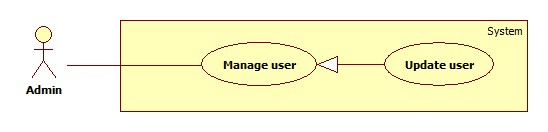 System
Manage user
Update user
Admin